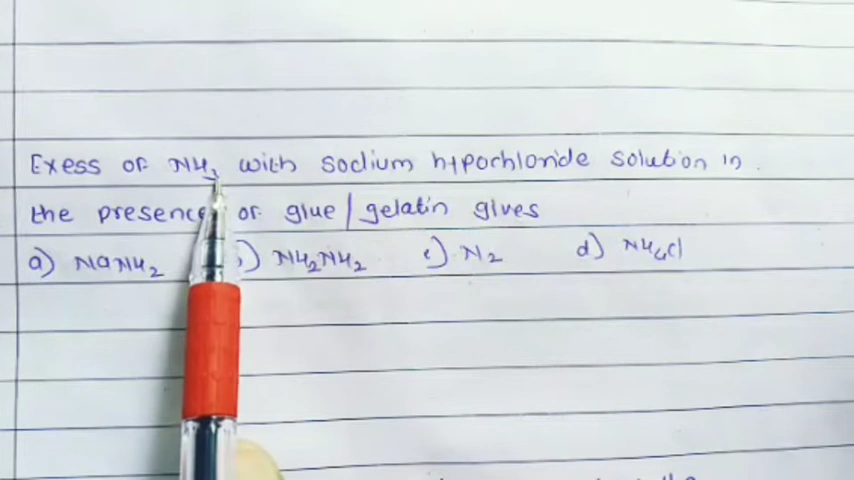 Exess of NH3 with sodium hypochloride solution in
the presence of glue/gelatin gives
a) NaNH2 b) NH2NH2 c) N2 d) NH4Cl